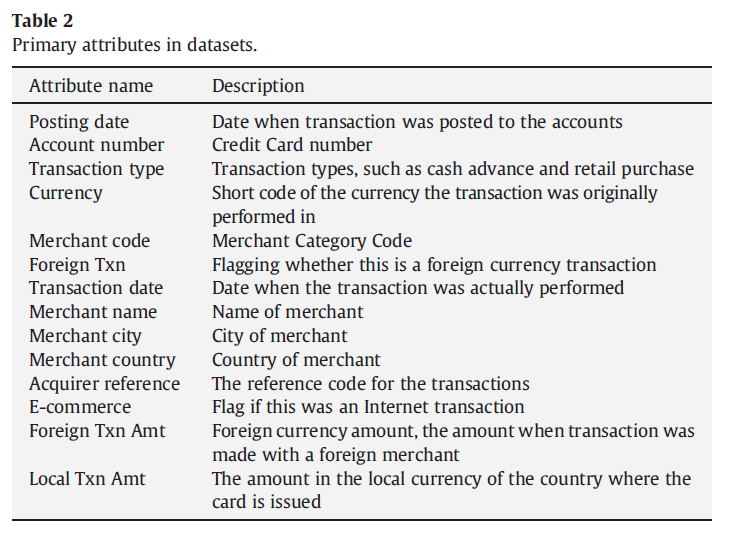 Table 2
Primary attributes in datasets.
Attribute name Description
Posting date Date when transaction was posted to the accounts
Account number Credit Card number
Transaction type Transaction types, such as cash advance and retail purchase
Currency Short code of the currency the transaction was originally
performed in
Merchant code Merchant Category Code
Foreign Txn Flagging whether this is a foreign currency transaction
Transaction date Date when the transaction was actually performed
Merchant name Name of merchant
Merchant city City of merchant
Merchant country Country of merchant
Acquirer reference The reference code for the transactions
E-commerce Flag if this was an Internet transaction
Foreign Txn Amt Foreign currency amount, the amount when transaction was
made with a foreign merchant
Local Txn Amt The amount in the local currency of the country where the
card is issued